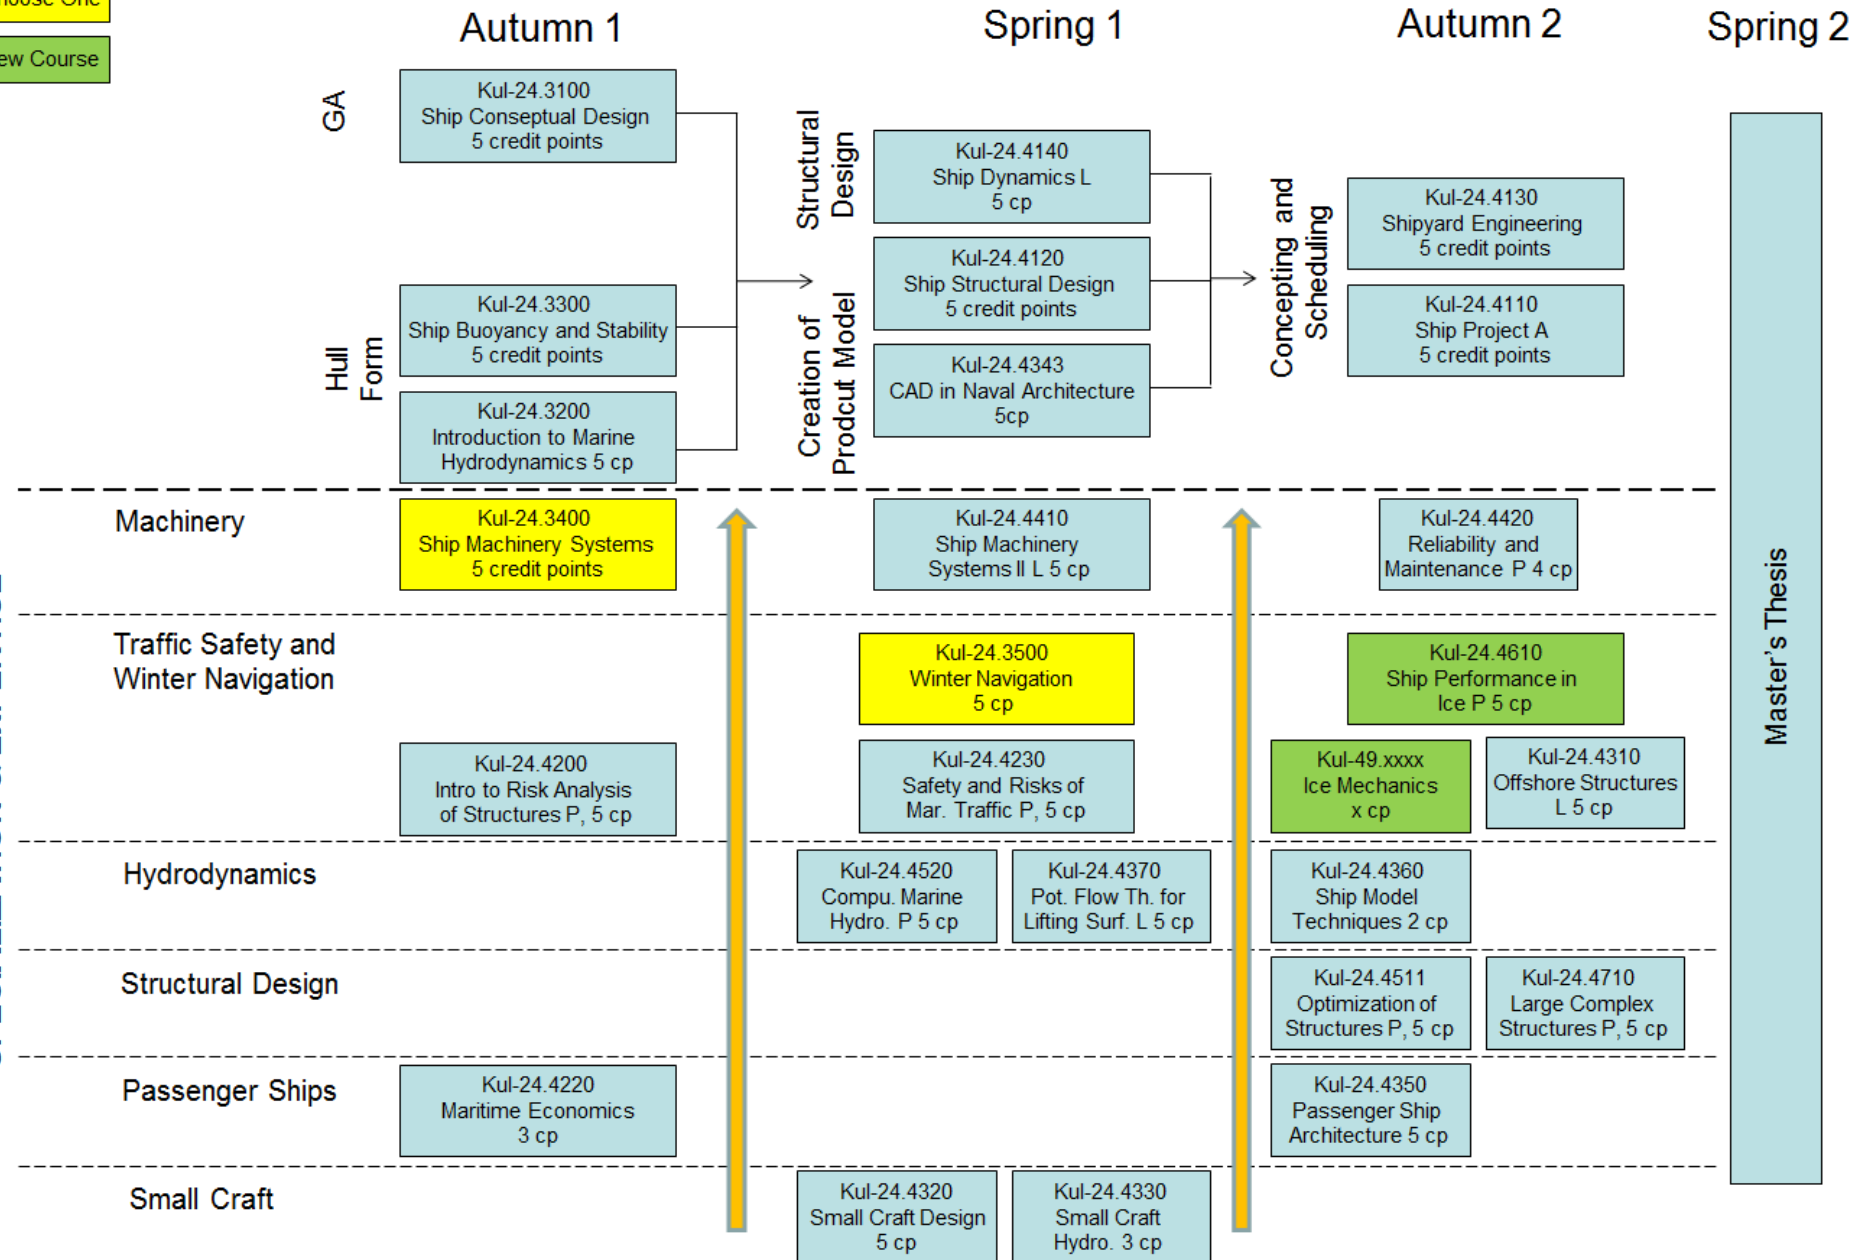 Choose One
New Course
Autumn 1
Spring 1
Autumn 2
Spring 2
GA
Kul-24.3100
Ship Conseptual Design
5 credit points
Hull
Form
Kul-24.3300
Ship Buoyancy and Stability
5 credit points
Kul-24.3200
Introduction to Marine
Hydrodynamics 5 cp
Structural
Design
Creation of
Prodcut Model
Kul-24.4140
Ship Dynamics L
5 cp
Kul-24.4120
Ship Structural Design
5 credit points
Kul-24.4343
CAD in Naval Architecture
5cp
Concepting and
Scheduling
Kul-24.4130
Shipyard Engineering
5 credit points
Kul-24.4110
Ship Project A
5 credit points
Master's Thesis
Machinery
Kul-24.3400
Ship Machinery Systems
5 credit points
Kul-24.4410
Ship Machinery
Systems II L 5 cp
Kul-24.4420
Reliability and
Maintenance P 4 cp
Traffic Safety and
Winter Navigation
Kul-24.3500
Winter Navigation
5 cp
Kul-24.4610
Ship Performance in
Ice P 5 cp
Kul-24.4200
Intro to Risk Analysis
of Structures P, 5 cp
Kul-24.4230
Safety and Risks of
Mar. Traffic P, 5 cp
Kul-49.xxxx
Ice Mechanics
x cp
Kul-24.4310
Offshore Structures
L 5 cp
Hydrodynamics
Kul-24.4520
Compu. Marine
Hydro. P 5 cp
Kul-24.4370
Pot. Flow Th. for
Lifting Surf. L 5 cp
Kul-24.4360
Ship Model
Techniques 2 cp
Structural Design
Kul-24.4511
Optimization of
Structures P, 5 cp
Kul-24.4710
Large Complex
Structures P, 5 cp
Passenger Ships
Kul-24.4220
Maritime Economics
3 cp
Kul-24.4350
Passenger Ship
Architecture 5 cp
Small Craft
Kul-24.4320
Small Craft Design
5 cp
Kul-24.4330
Small Craft
Hydro. 3 cp